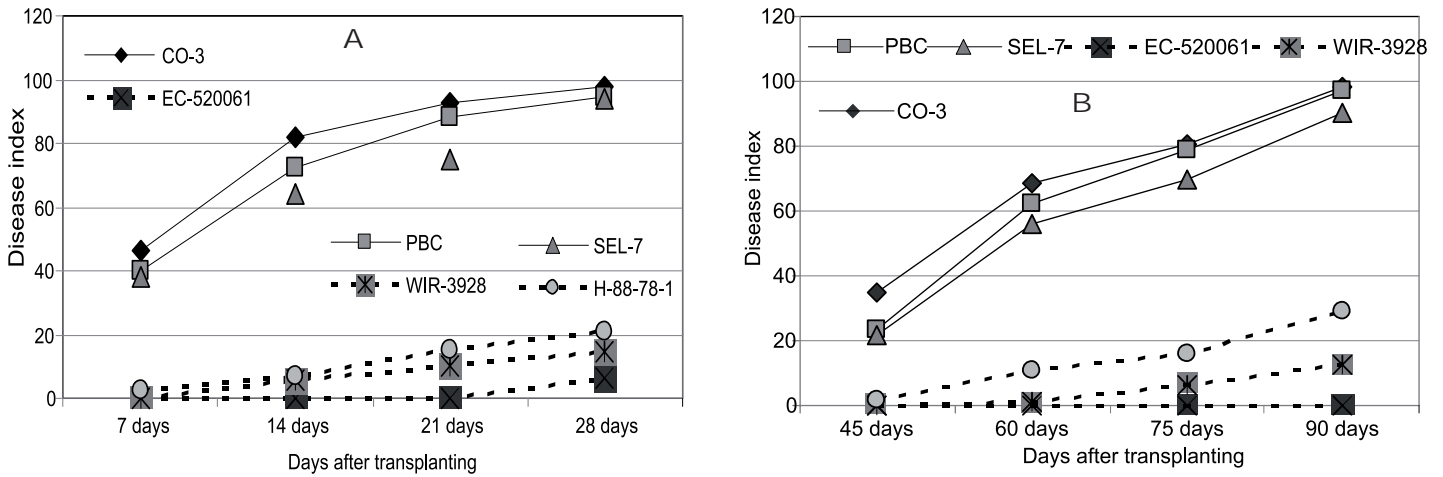 120
100
80
60
40
20
0
Disease index
A
CO-3
EC-520061
PBC
SEL-7
WIR-3928
H-88-78-1
7 days
14 days
21 days
28 days
Days after transplanting
120
100
80
60
40
20
0
Disease index
PBC
SEL-7
EC-520061
WIR-3928
CO-3
B
45 days
60 days
75 days
90 days
Days after transplanting